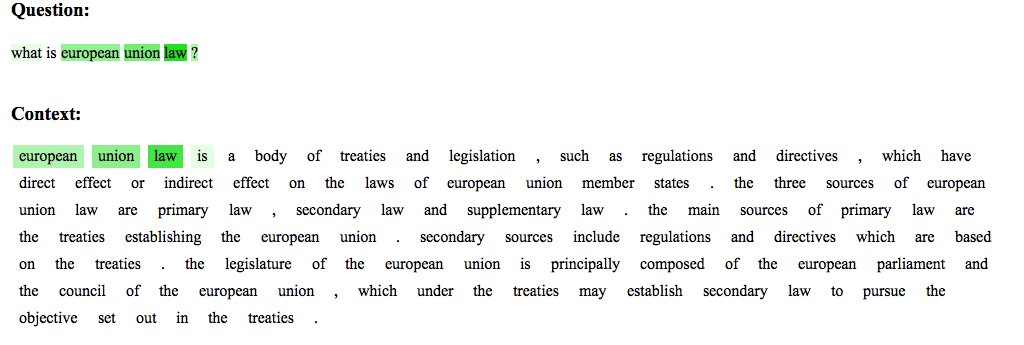 Question:
what is european union law ?
Context:
european union law is a body of treaties and legislation , such as regulations and directives , which have
direct effect or indirect effect on the laws of european union member states . the three sources of european
union law are primary law , secondary law and supplementary law . the main sources of primary law are
the treaties establishing the european union . secondary sources include regulations and directives which are based
on the treaties . the legislature of the european union is principally composed of the european parliament and
the council of the european union , which under the treaties may establish secondary law to pursue the
objective set out in the treaties .